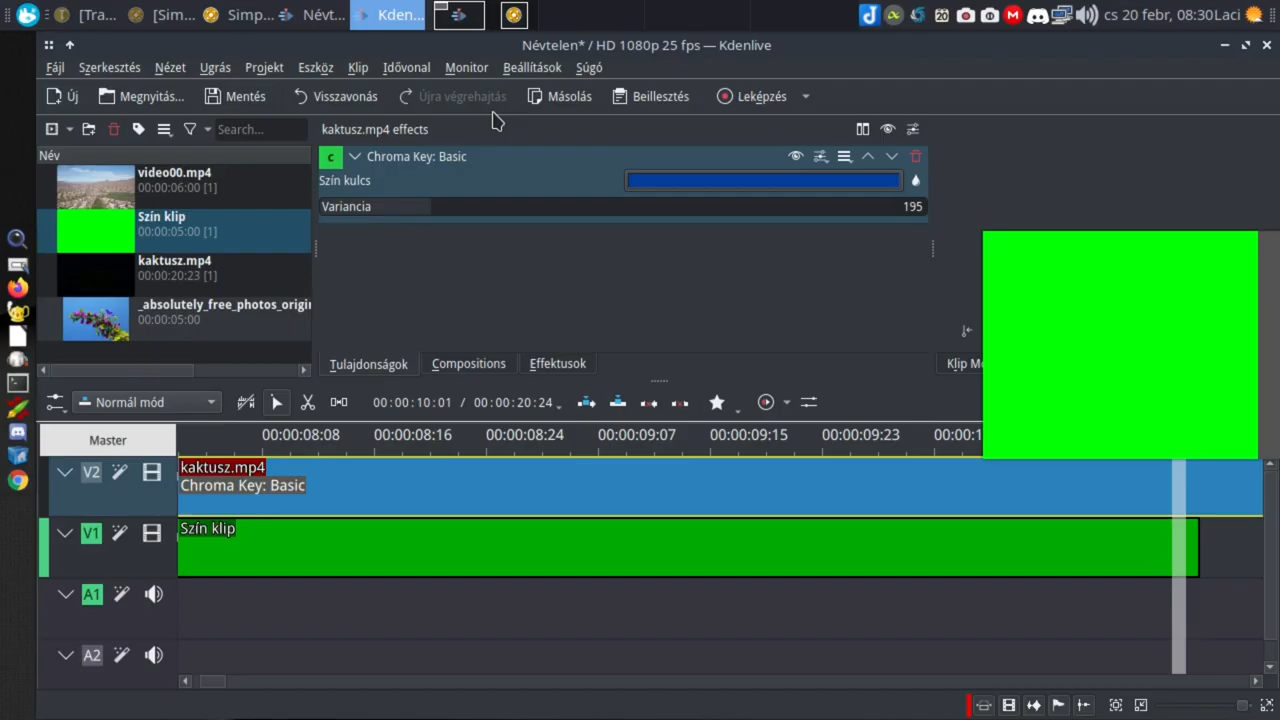 [Tra... [Sim... Simp... Névt... Kden... 20 cs 20 febr, 08:30 Laci
Névtelen* / HD 1080p 25 fps — Kdenlive
Fájl Szerkesztés Nézet Ugrás Projekt Eszköz Klip Idővonal Monitor Beállítások Súgó
Új Megnyitás... Mentés Visszavonás Újra végrehajtás Másolás Beillesztés Leképzés
Search... kaktusz.mp4 effects
Név
c Chroma Key: Basic
video00.mp4
00:00:06:00 [1]
Szín kulcs
Variancia 195
Szín klip
00:00:05:00 [1]
kaktusz.mp4
00:00:20:23 [1]
_absolutely_free_photos_origin
00:00:05:00
Tulajdonságok Compositions Effektusok Klip Mo
Normál mód 00:00:10:01 / 00:00:20:24
Master 00:00:08:08 00:00:08:16 00:00:08:24 00:00:09:07 00:00:09:15 00:00:09:23 00:00:1
V2 kaktusz.mp4
Chroma Key: Basic
V1 Szín klip
A1
A2